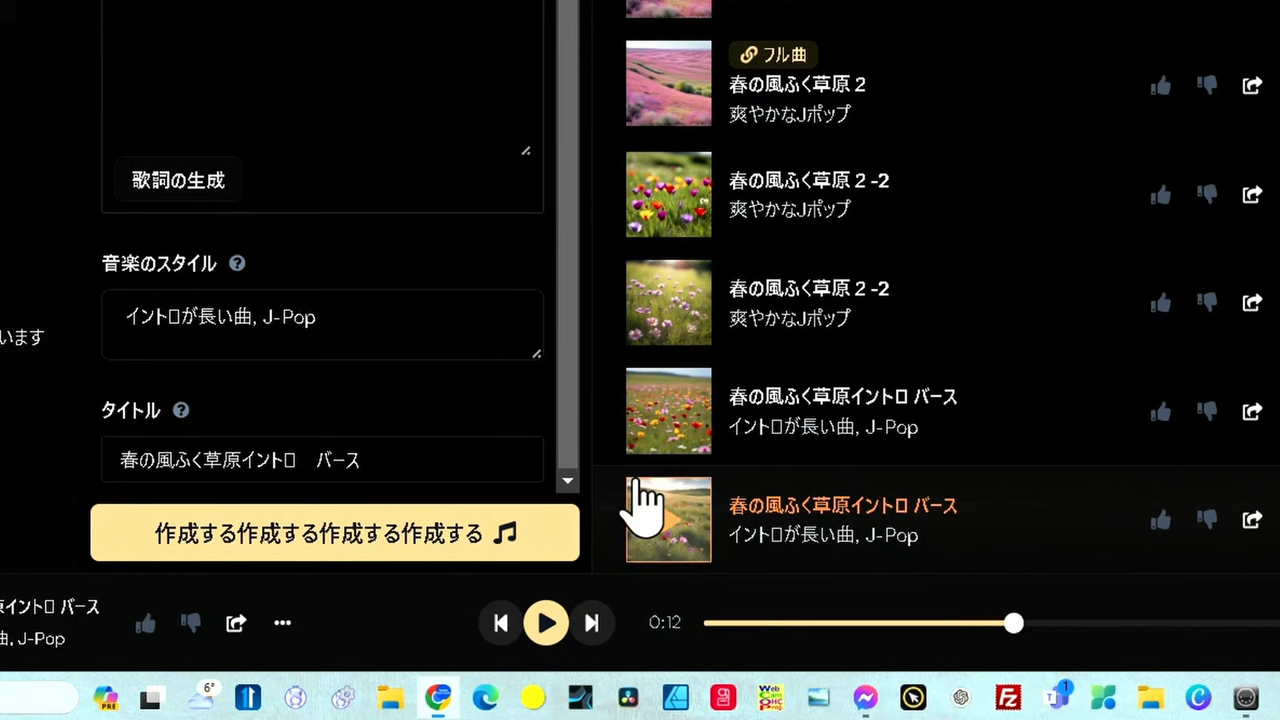 フル曲
春の風ふく草原 2
爽やかなJポップ
春の風ふく草原 2 -2
爽やかなJポップ
春の風ふく草原 2 -2
爽やかなJポップ
春の風ふく草原イントロ バース
イントロが長い曲, J-Pop
春の風ふく草原イントロ バース
イントロが長い曲, J-Pop
歌詞の生成
音楽のスタイル
イントロが長い曲, J-Pop
います
タイトル
春の風ふく草原イントロ　バース
作成する作成する作成する作成する
イントロ バース
曲, J-Pop
0:12
6°
PRE
Web
Cam
1